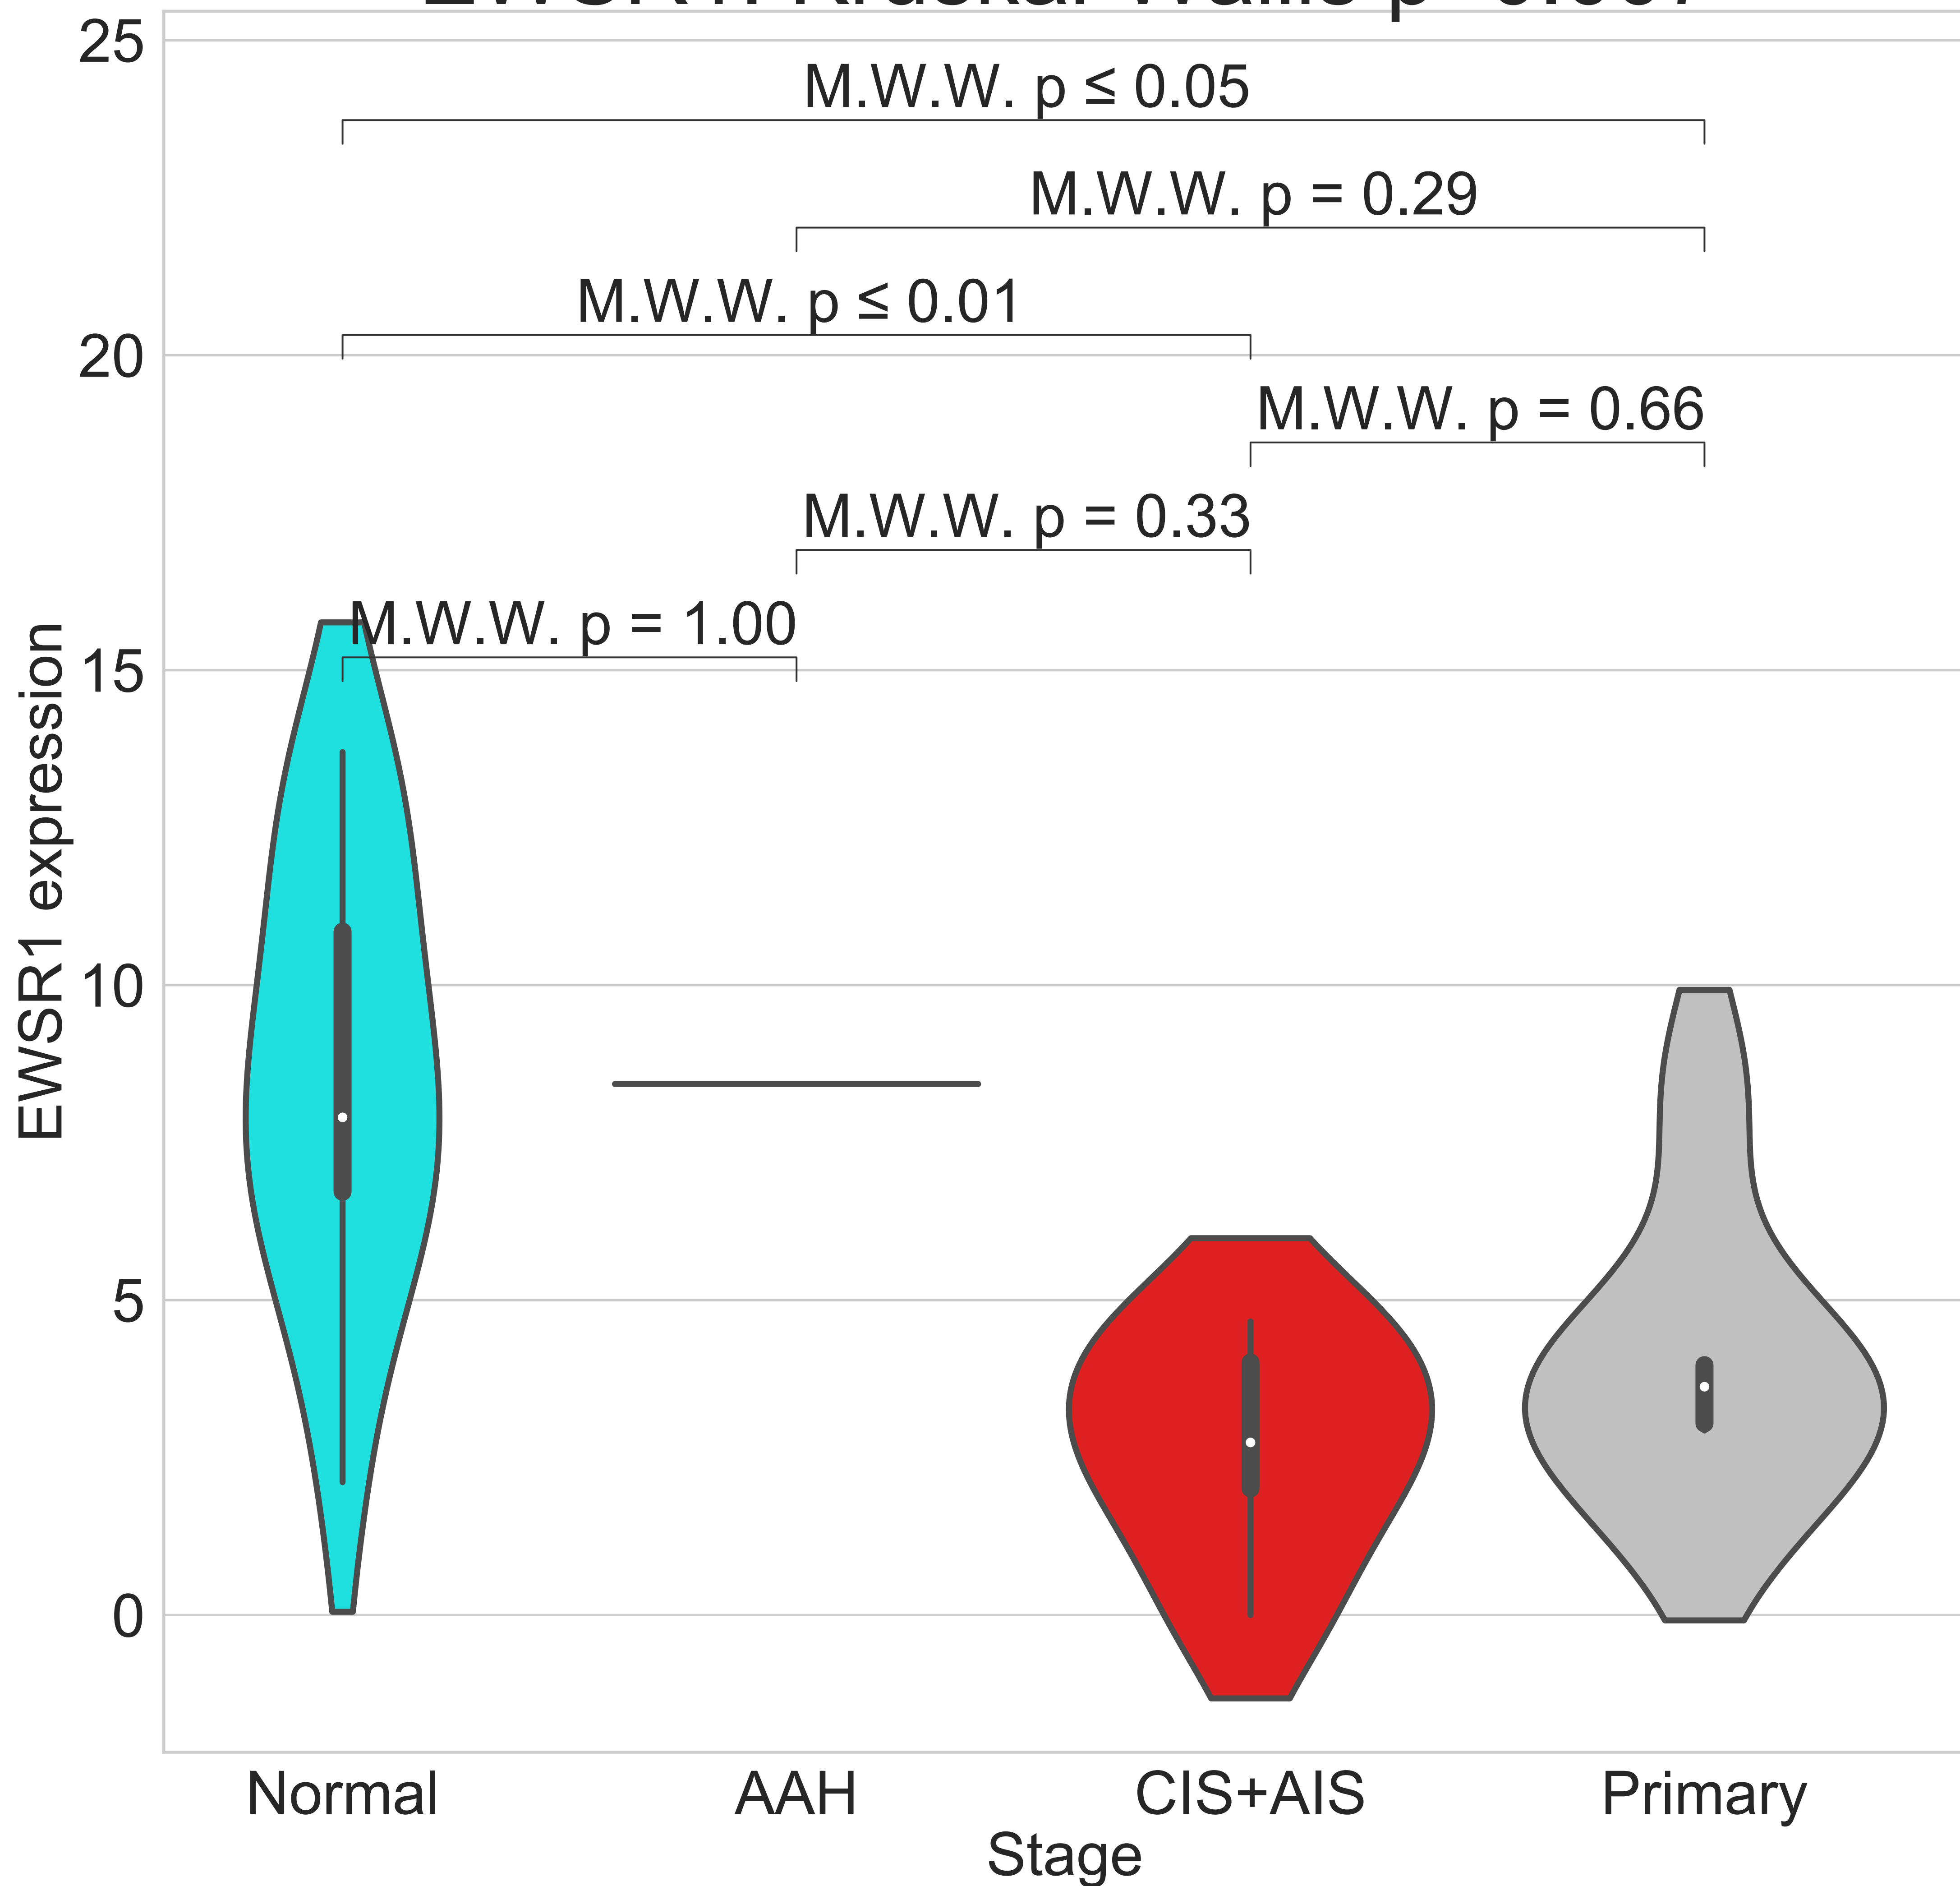 25
M.W.W. p ≤ 0.05
M.W.W. p = 0.29
M.W.W. p ≤ 0.01
20
M.W.W. p = 0.66
M.W.W. p = 0.33
M.W.W. p = 1.00
15
EWSR1 expression
10
5
0
Normal AAH CIS+AIS Primary
Stage